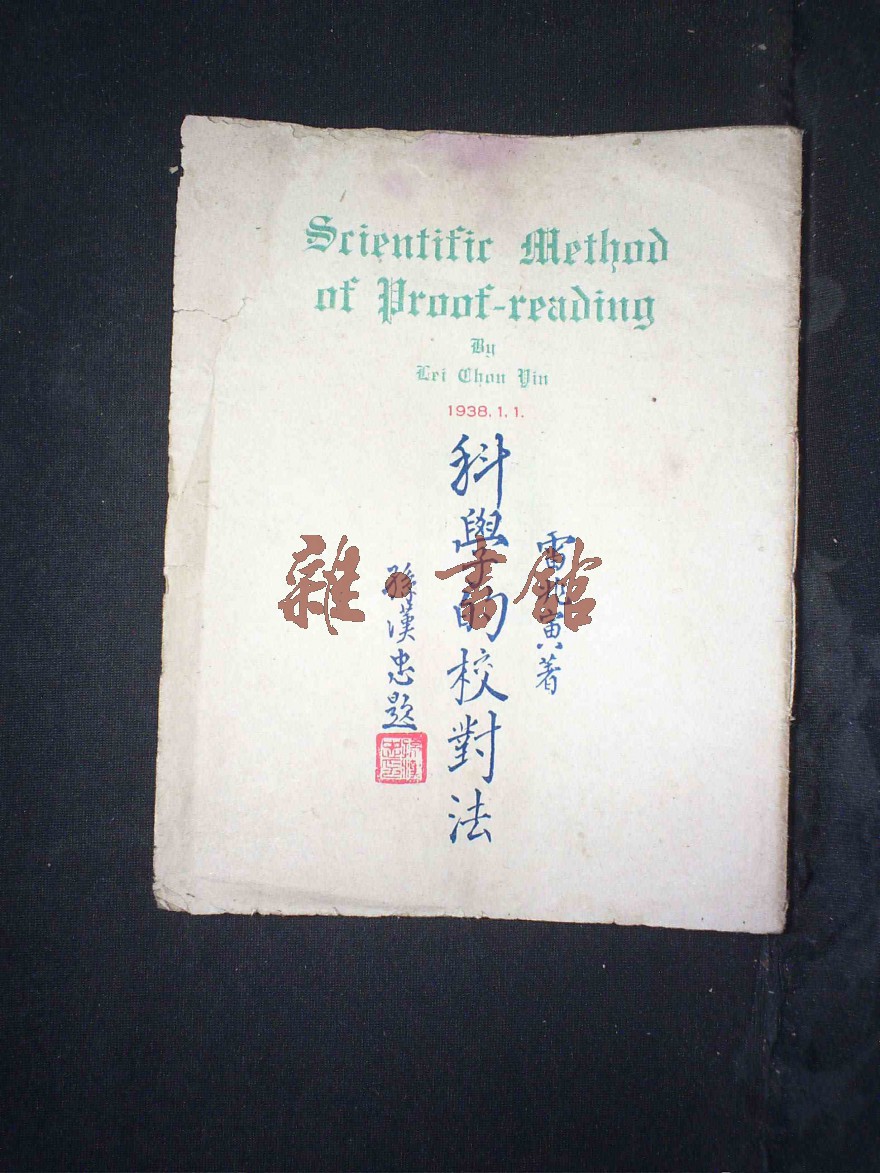 Scientific Method
of Proof-reading
By
Lei Chou Yin
1938. 1. 1.
雷 寅著
科學的校對法
孫漢忠題
雜·書館